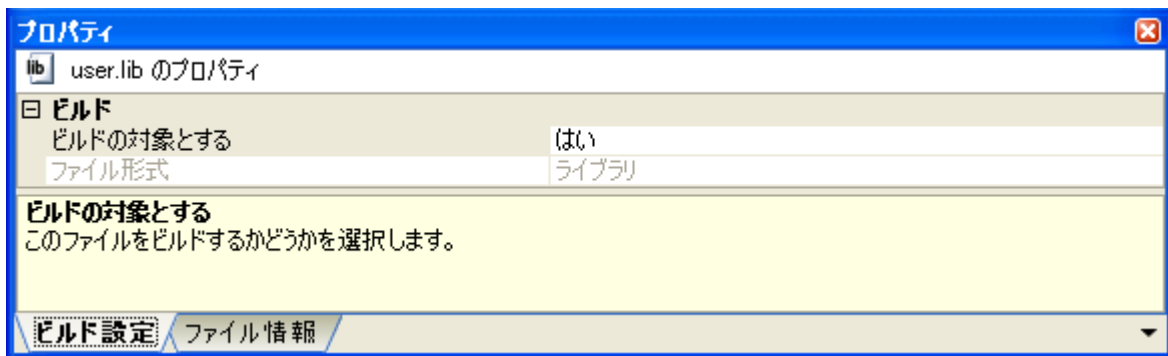 プロパティ
lib user.lib のプロパティ
ビルド
ビルドの対象とする はい
ファイル形式 ライブラリ
ビルドの対象とする
このファイルをビルドするかどうかを選択します。
ビルド設定 ファイル情報